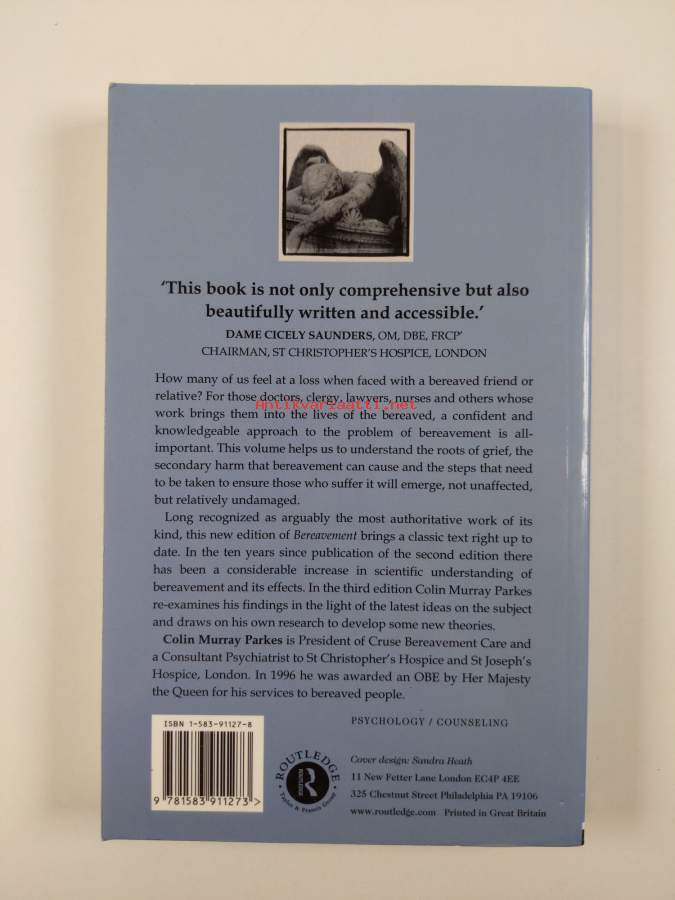 ‘This book is not only comprehensive but also
beautifully written and accessible.’
DAME CICELY SAUNDERS, OM, DBE, FRCP’
CHAIRMAN, ST CHRISTOPHER’S HOSPICE, LONDON
How many of us feel at a loss when faced with a bereaved friend or
relative? For those doctors, clergy, lawyers, nurses and others whose
Antikvariaatti.net
work brings them into the lives of the bereaved, a confident and
knowledgeable approach to the problem of bereavement is all-
important. This volume helps us to understand the roots of grief, the
secondary harm that bereavement can cause and the steps that need
to be taken to ensure those who suffer it will emerge, not unaffected,
but relatively undamaged.
Long recognized as arguably the most authoritative work of its
kind, this new edition of Bereavement brings a classic text right up to
date. In the ten years since publication of the second edition there
has been a considerable increase in scientific understanding of
bereavement and its effects. In the third edition Colin Murray Parkes
re-examines his findings in the light of the latest ideas on the subject
and draws on his own research to develop some new theories.
Colin Murray Parkes is President of Cruse Bereavement Care and
a Consultant Psychiatrist to St Christopher’s Hospice and St Joseph’s
Hospice, London. In 1996 he was awarded an OBE by Her Majesty
the Queen for his services to bereaved people.
ISBN 1-583-91127-8
9 781583 911273 >
PSYCHOLOGY / COUNSELING
ROUTLEDGE
ROUTLEDGE
Taylor & Francis Group
Cover design: Sandra Heath
11 New Fetter Lane London EC4P 4EE
325 Chestnut Street Philadelphia PA 19106
www.routledge.com Printed in Great Britain